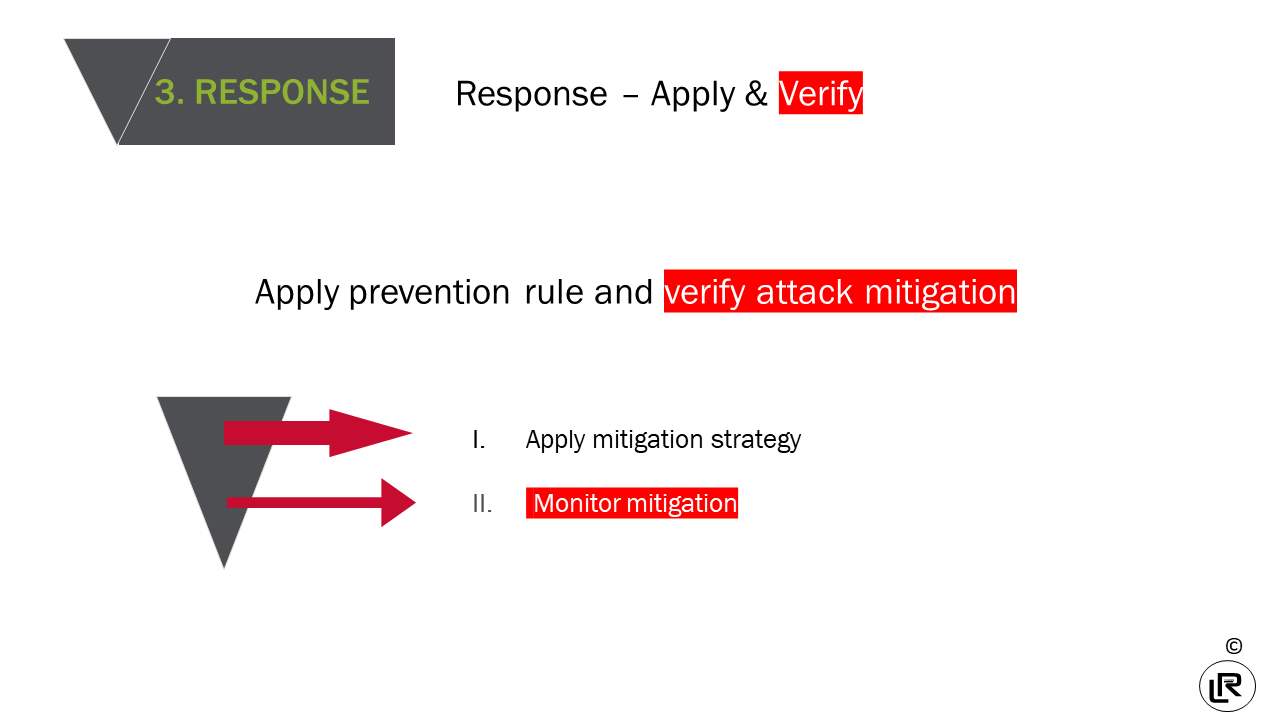 3. RESPONSE
Response – Apply & Verify
Apply prevention rule and verify attack mitigation
I. Apply mitigation strategy
II. Monitor mitigation
©
LR